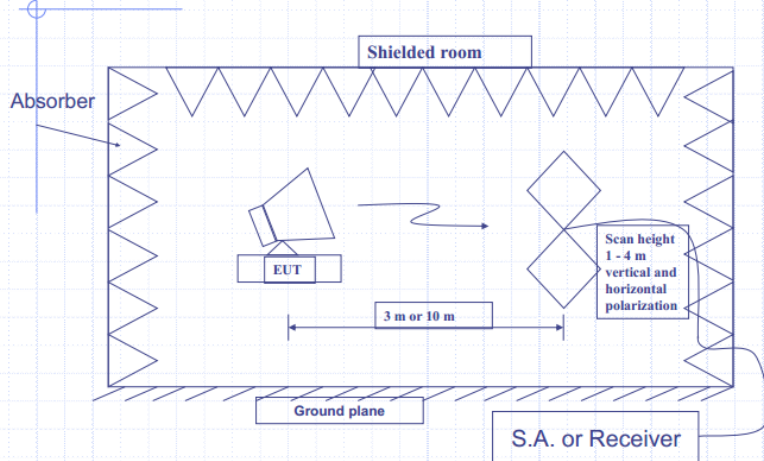 Shielded room
Absorber
Scan height
1 - 4 m
vertical and
horizontal
polarization
EUT
3 m or 10 m
Ground plane
S.A. or Receiver